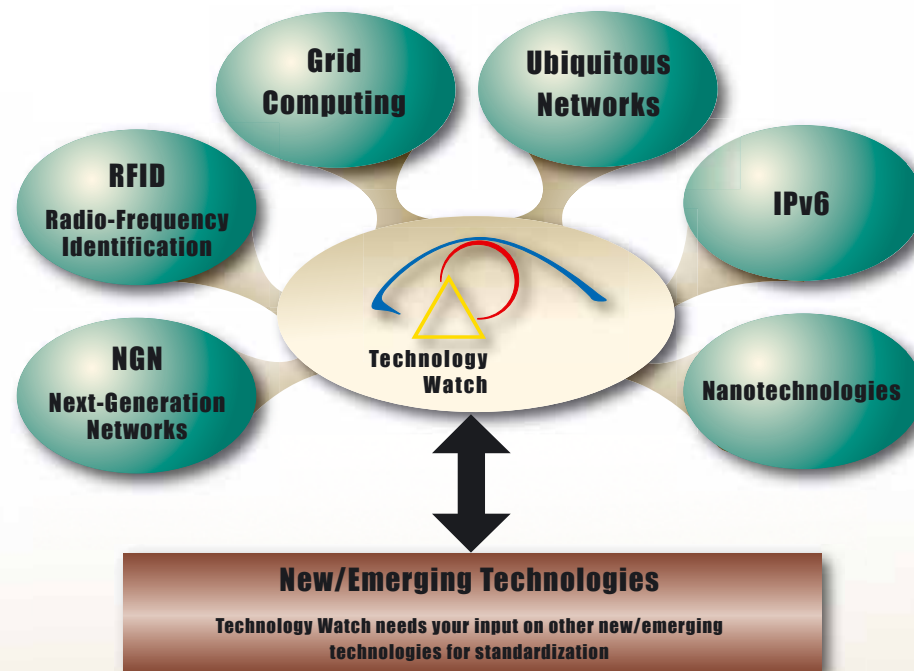 Grid
Computing
Ubiquitous
Networks
RFID
Radio-Frequency
Identification
IPv6
Technology
Watch
NGN
Next-Generation
Networks
Nanotechnologies
New/Emerging Technologies
Technology Watch needs your input on other new/emerging
technologies for standardization